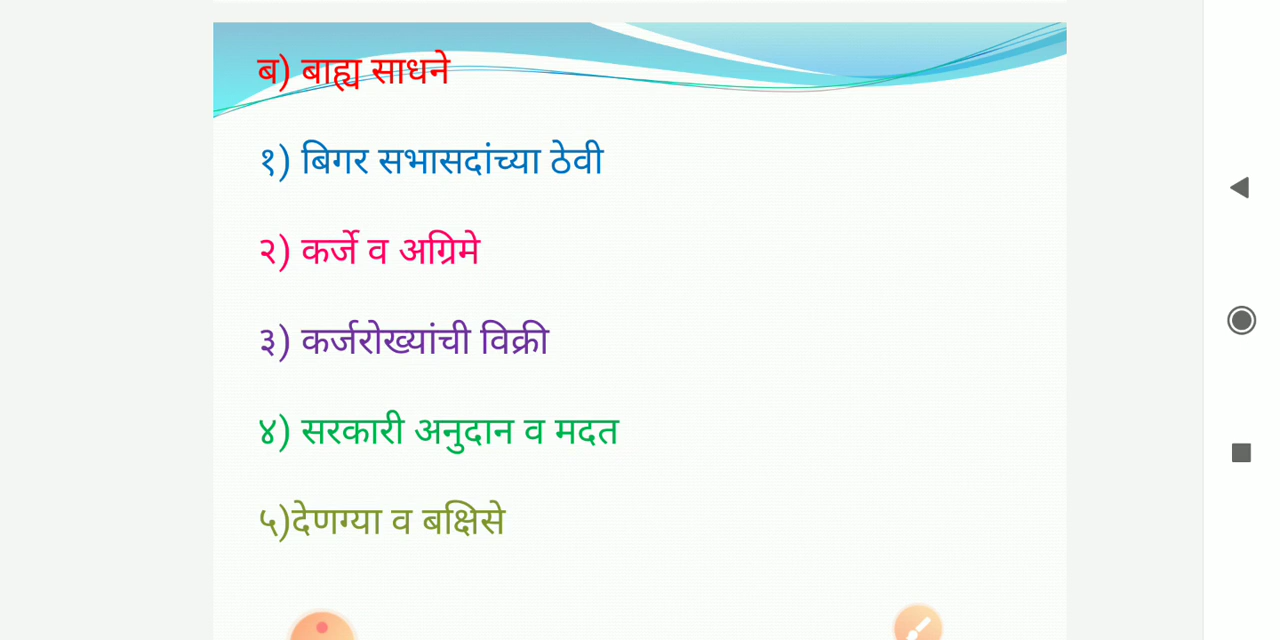 ब) बाह्य साधने
१) बिगर सभासदांच्या ठेवी
२) कर्जे व अग्रिमे
३) कर्जरोख्यांची विक्री
४) सरकारी अनुदान व मदत
५)देणग्या व बक्षिसे